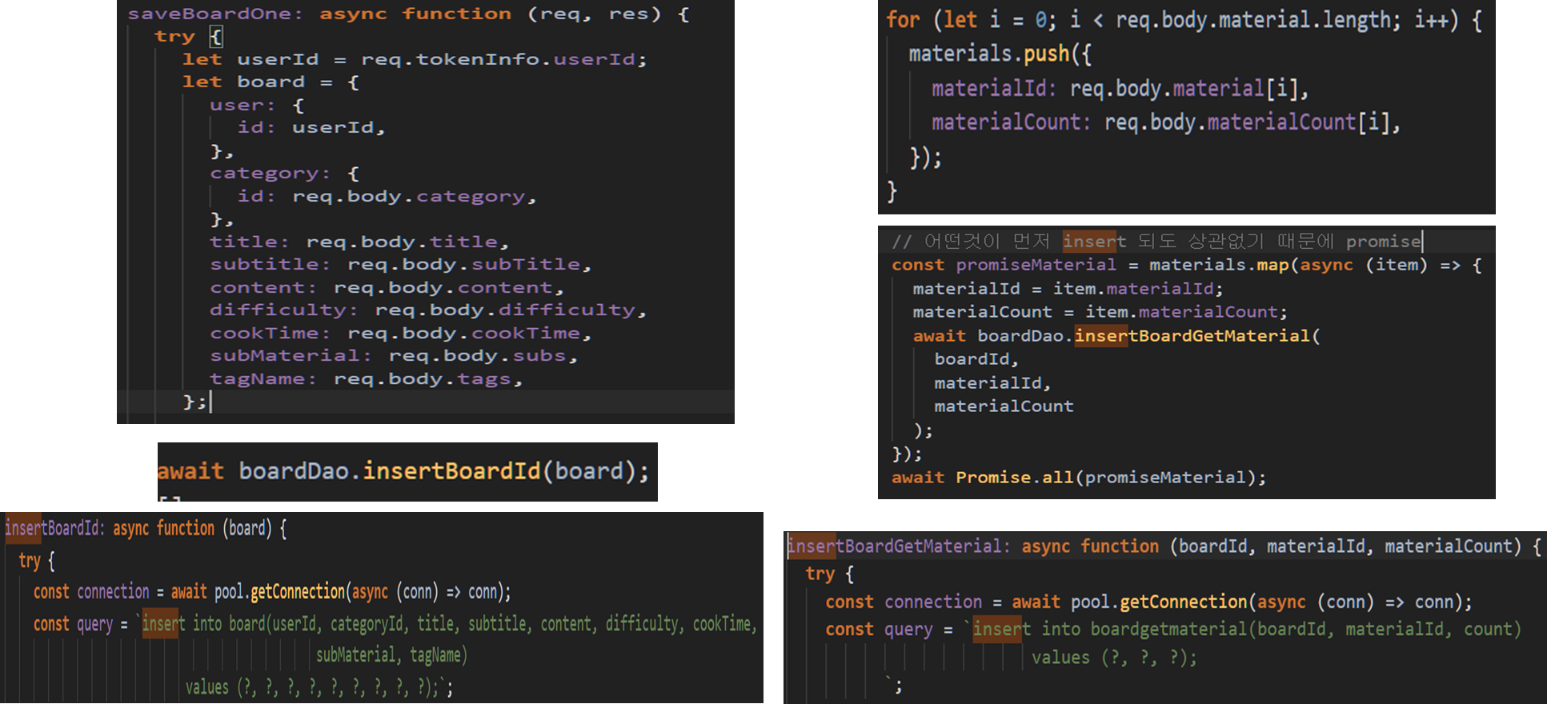 saveBoardOne: async function (req, res) {
try {
let userId = req.tokenInfo.userId;
let board = {
user: {
id: userId,
},
category: {
id: req.body.category,
},
title: req.body.title,
subtitle: req.body.subTitle,
content: req.body.content,
difficulty: req.body.difficulty,
cookTime: req.body.cookTime,
subMaterial: req.body.subs,
tagName: req.body.tags,
};
await boardDao.insertBoardId(board);
insertBoardId: async function (board) {
try {
const connection = await pool.getConnection(async (conn) => conn);
const query = `insert into board(userId, categoryId, title, subtitle, content, difficulty, cookTime,
subMaterial, tagName)
values (?, ?, ?, ?, ?, ?, ?, ?, ?);`;
for (let i = 0; i < req.body.material.length; i++) {
materials.push({
materialId: req.body.material[i],
materialCount: req.body.materialCount[i],
});
}
// 어떤것이 먼저 insert 되도 상관없기 때문에 promise
const promiseMaterial = materials.map(async (item) => {
materialId = item.materialId;
materialCount = item.materialCount;
await boardDao.insertBoardGetMaterial(
boardId,
materialId,
materialCount
);
});
await Promise.all(promiseMaterial);
insertBoardGetMaterial: async function (boardId, materialId, materialCount) {
try {
const connection = await pool.getConnection(async (conn) => conn);
const query = `insert into boardgetmaterial(boardId, materialId, count)
values (?, ?, ?);
`;